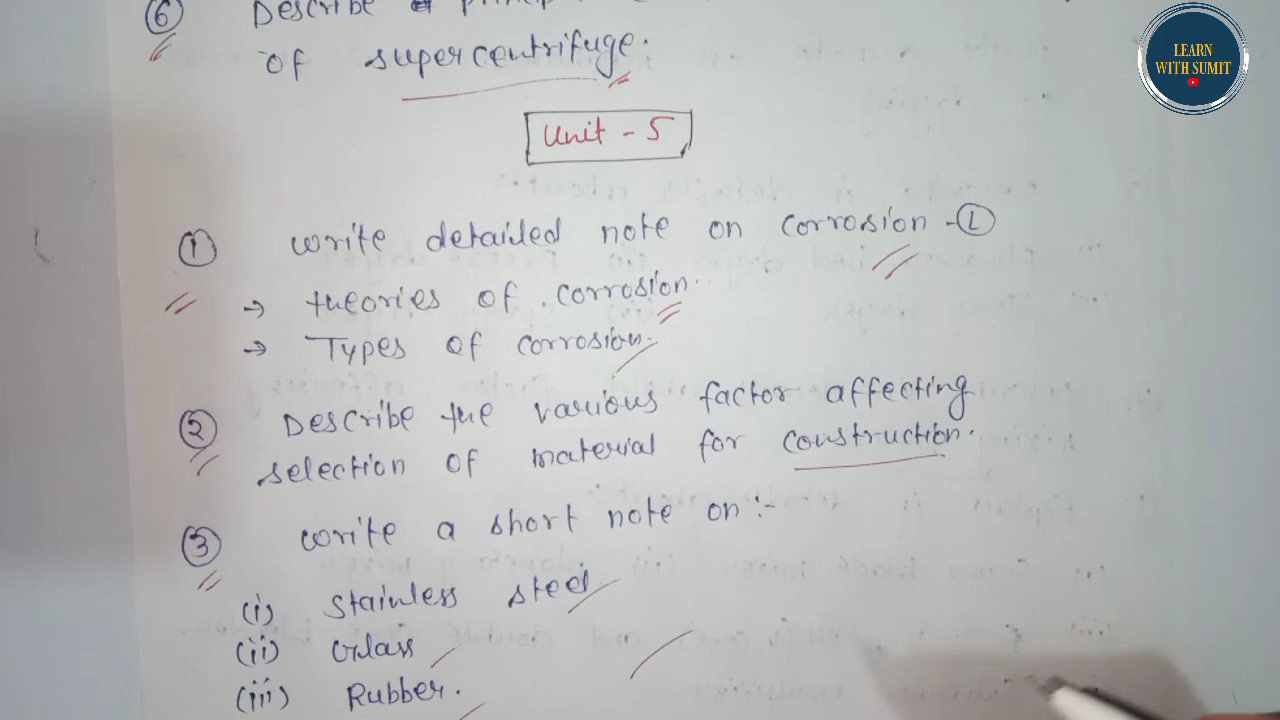 ⑥ Describe princip
of supercentrifuge.
LEARN
WITH SUMIT
Unit - 5
① Write detailed note on corrosion - Ⓛ
→ theories of corrosion.
→ Types of corrosion.
② Describe the various factor affecting
selection of material for construction.
③ Write a short note on :-
(i) Stainless steel
(ii) Glass
(iii) Rubber.